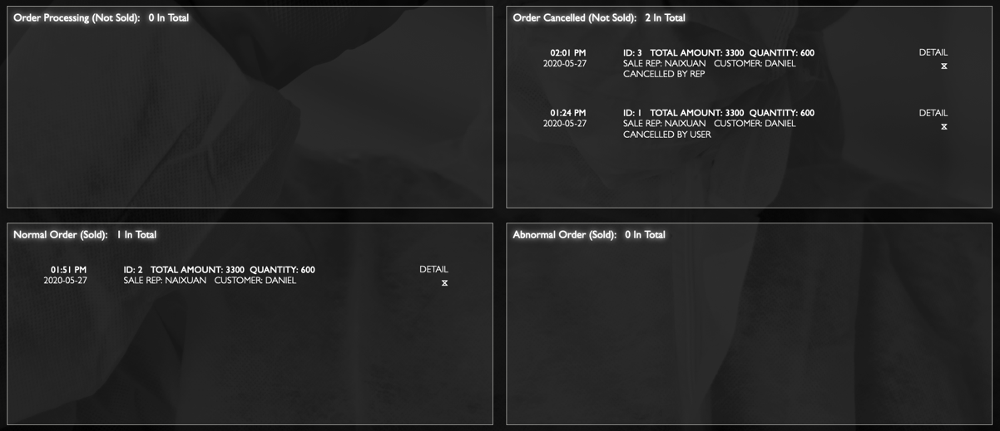 Order Processing (Not Sold): 0 In Total
Order Cancelled (Not Sold): 2 In Total
02:01 PM ID: 3 TOTAL AMOUNT: 3300 QUANTITY: 600 DETAIL
2020-05-27 SALE REP: NAIXUAN CUSTOMER: DANIEL
CANCELLED BY REP
01:24 PM ID: 1 TOTAL AMOUNT: 3300 QUANTITY: 600 DETAIL
2020-05-27 SALE REP: NAIXUAN CUSTOMER: DANIEL
CANCELLED BY USER
Normal Order (Sold): 1 In Total
01:51 PM ID: 2 TOTAL AMOUNT: 3300 QUANTITY: 600 DETAIL
2020-05-27 SALE REP: NAIXUAN CUSTOMER: DANIEL
Abnormal Order (Sold): 0 In Total